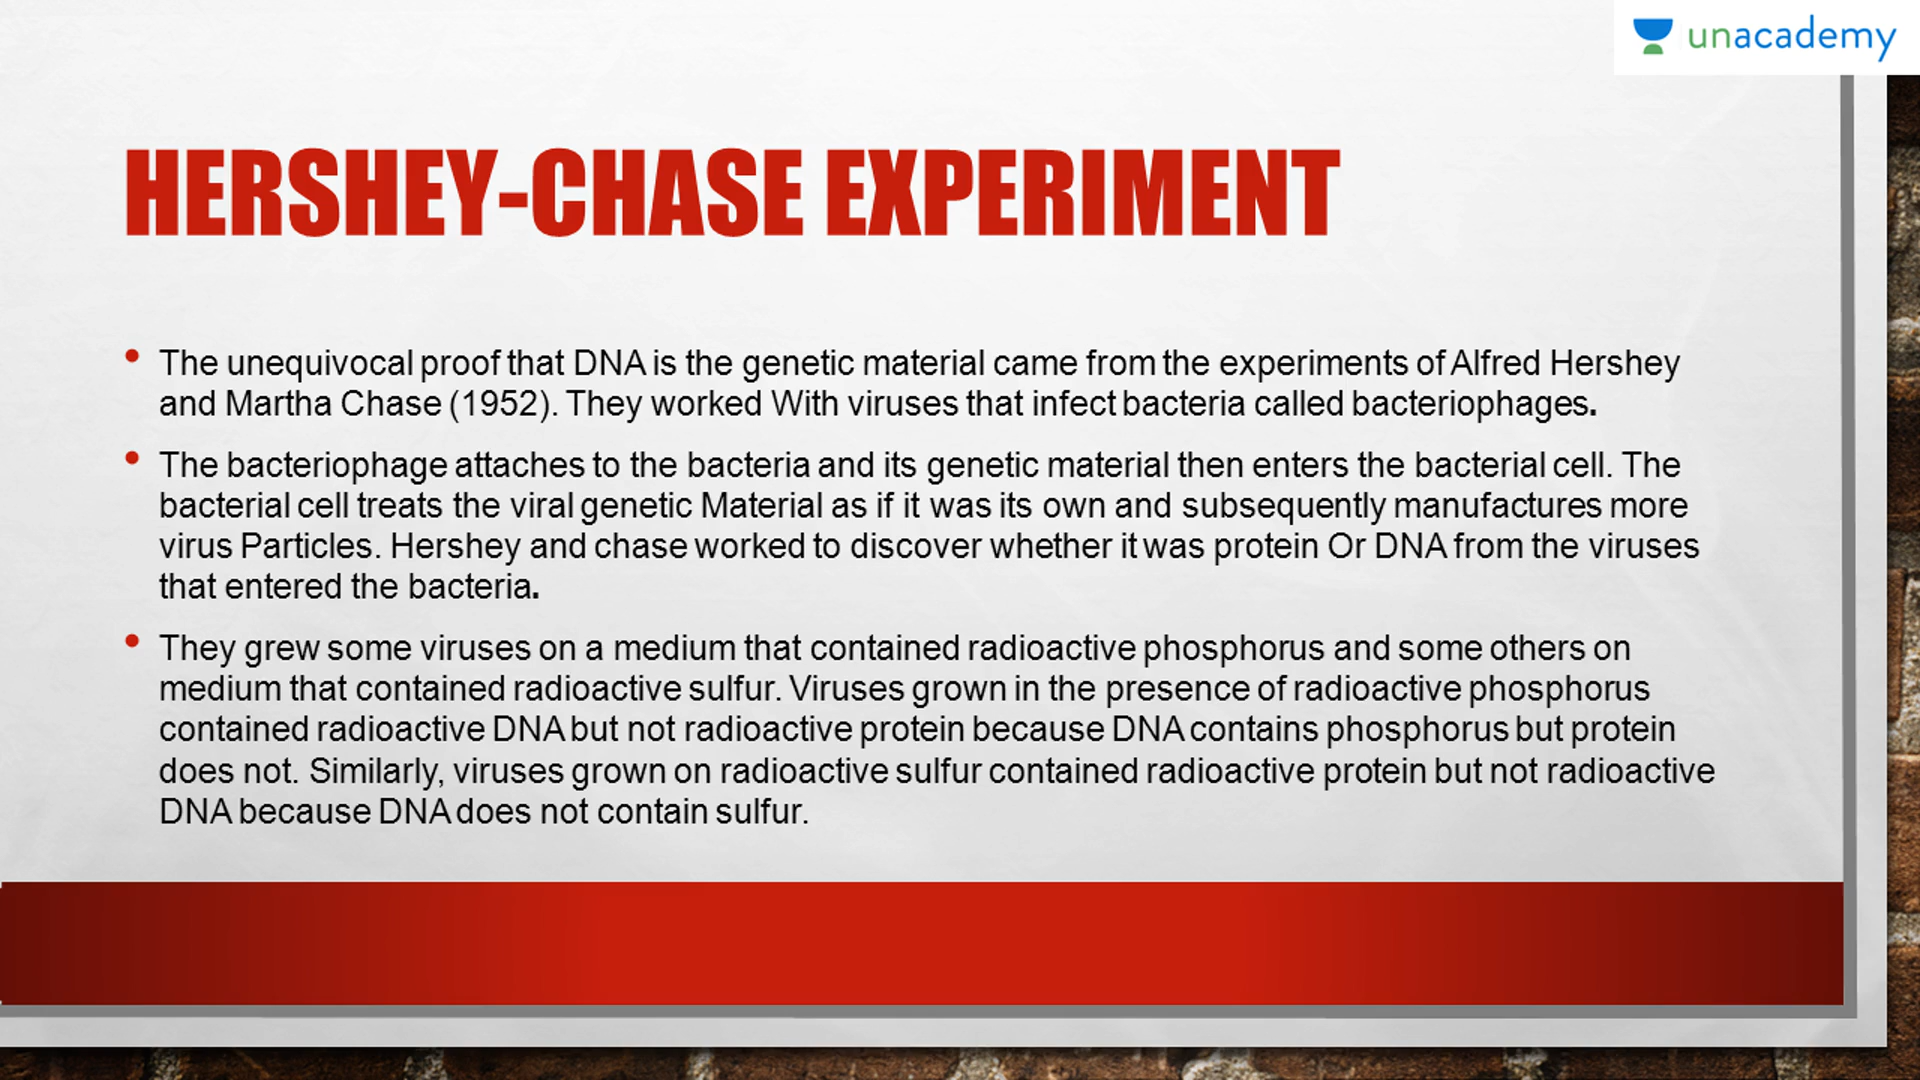 unacademy
HERSHEY-CHASE EXPERIMENT
• The unequivocal proof that DNA is the genetic material came from the experiments of Alfred Hershey
and Martha Chase (1952). They worked With viruses that infect bacteria called bacteriophages.
• The bacteriophage attaches to the bacteria and its genetic material then enters the bacterial cell. The
bacterial cell treats the viral genetic Material as if it was its own and subsequently manufactures more
virus Particles. Hershey and chase worked to discover whether it was protein Or DNA from the viruses
that entered the bacteria.
• They grew some viruses on a medium that contained radioactive phosphorus and some others on
medium that contained radioactive sulfur. Viruses grown in the presence of radioactive phosphorus
contained radioactive DNA but not radioactive protein because DNA contains phosphorus but protein
does not. Similarly, viruses grown on radioactive sulfur contained radioactive protein but not radioactive
DNA because DNA does not contain sulfur.